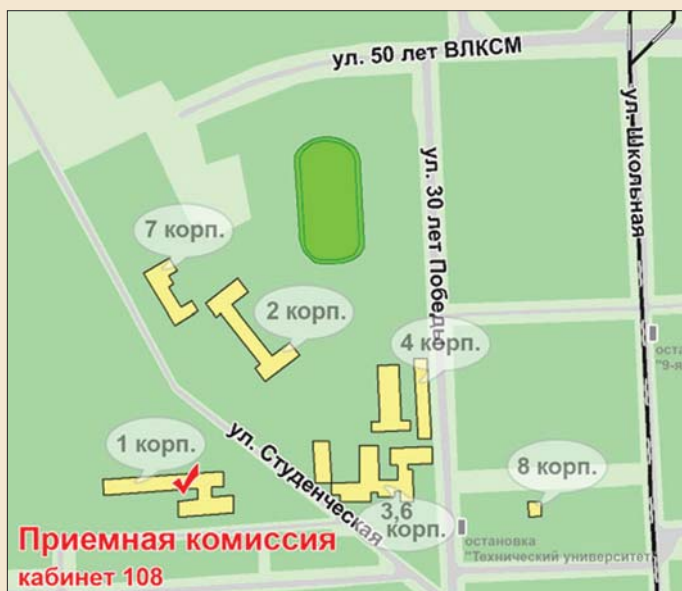 ул. 50 лет ВЛКСМ
ул. Школьная
ул. 30 лет Победы
7 корп.
2 корп.
4 корп.
оста
"9-я
1 корп.
ул. Студенческая
8 корп.
3,6
корп.
остановка
"Технический университет
Приемная комиссия
кабинет 108